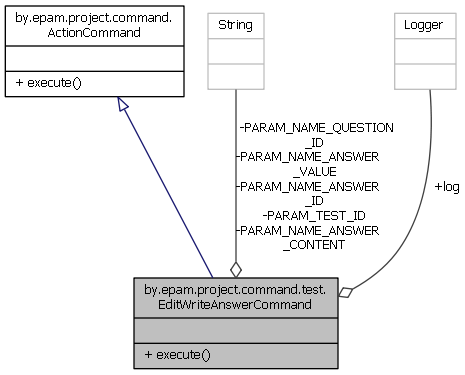 by.epam.project.command.
ActionCommand
+ execute()
String
Logger
-PARAM_NAME_QUESTION
_ID
-PARAM_NAME_ANSWER
_VALUE
-PARAM_NAME_ANSWER
_ID
-PARAM_TEST_ID
-PARAM_NAME_ANSWER
_CONTENT
+log
by.epam.project.command.test.
EditWriteAnswerCommand
+ execute()